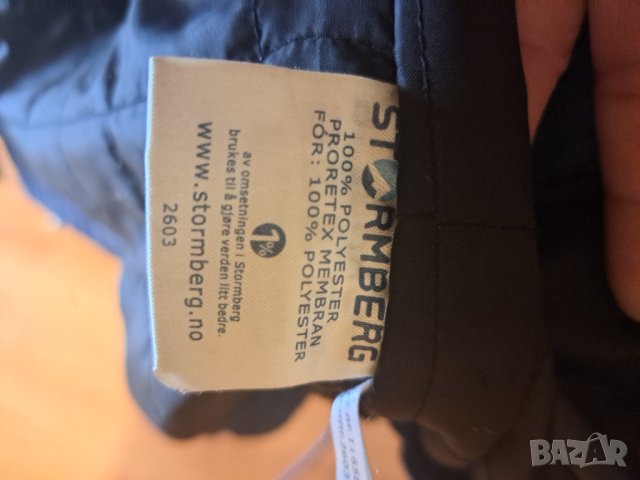 STORMBERG
100% POLYESTER
PRORETEX MEMBRAN
FÔR: 100% POLYESTER
1%
av omsetningen i Stormberg
brukes til å gjøre verden litt bedre.
www.stormberg.no
2603
BAZAR